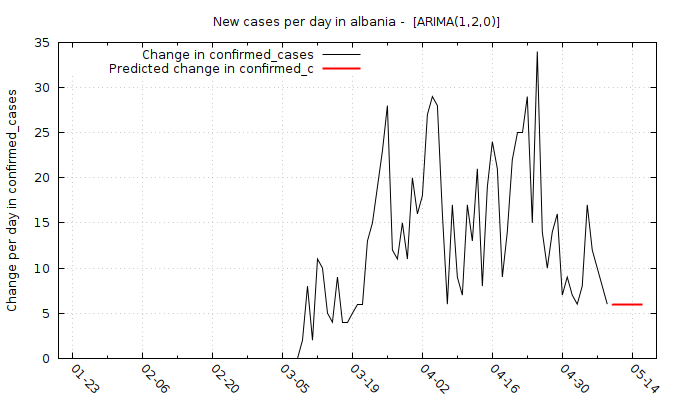 New cases per day in albania -  [ARIMA(1,2,0)]
Change in confirmed_cases
Predicted change in confirmed_c
Change per day in confirmed_cases
35
30
25
20
15
10
5
0
01-23 02-06 02-20 03-05 03-19 04-02 04-16 04-30 05-14